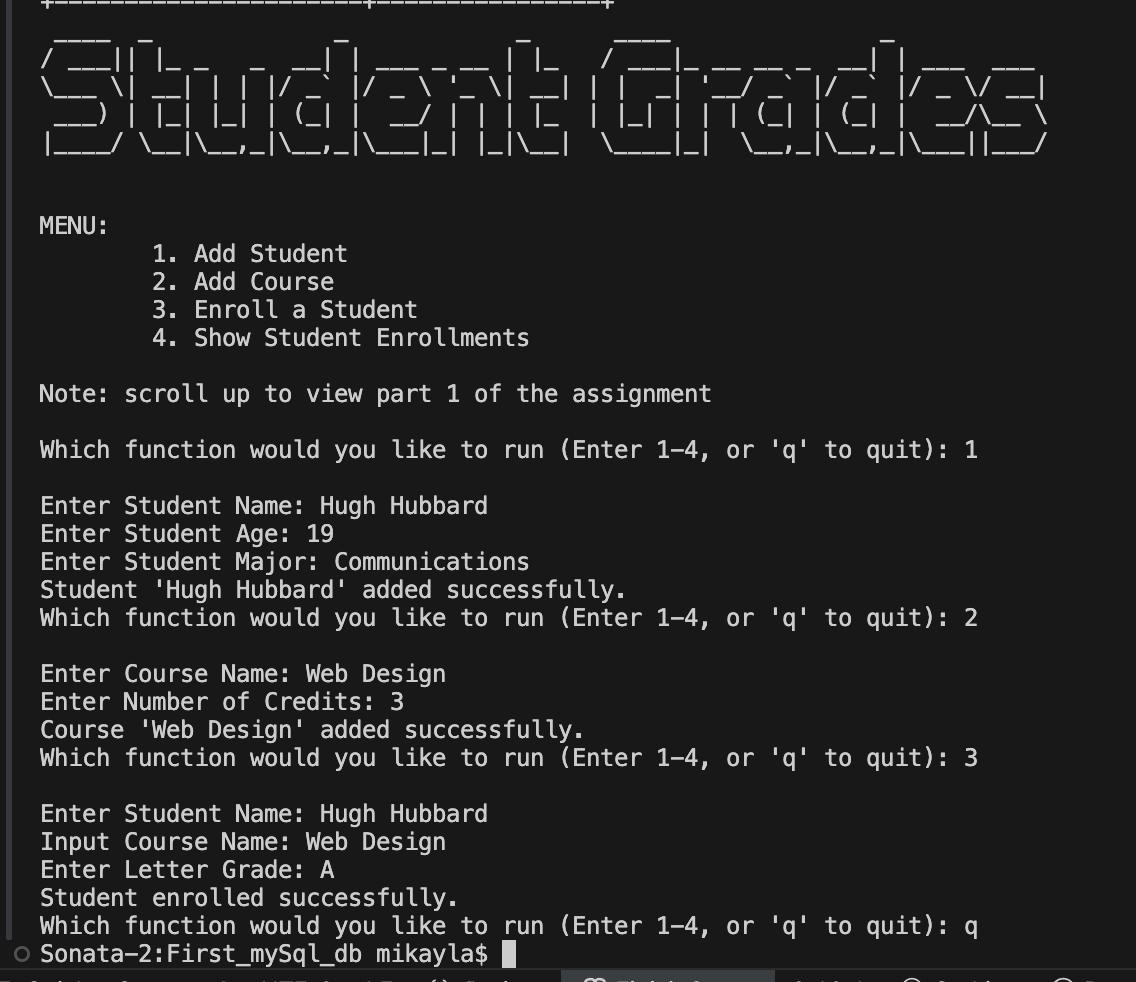 Student Grades
MENU:
1. Add Student
2. Add Course
3. Enroll a Student
4. Show Student Enrollments
Note: scroll up to view part 1 of the assignment
Which function would you like to run (Enter 1-4, or 'q' to quit): 1
Enter Student Name: Hugh Hubbard
Enter Student Age: 19
Enter Student Major: Communications
Student 'Hugh Hubbard' added successfully.
Which function would you like to run (Enter 1-4, or 'q' to quit): 2
Enter Course Name: Web Design
Enter Number of Credits: 3
Course 'Web Design' added successfully.
Which function would you like to run (Enter 1-4, or 'q' to quit): 3
Enter Student Name: Hugh Hubbard
Input Course Name: Web Design
Enter Letter Grade: A
Student enrolled successfully.
Which function would you like to run (Enter 1-4, or 'q' to quit): q
Sonata-2:First_mySql_db mikayla$